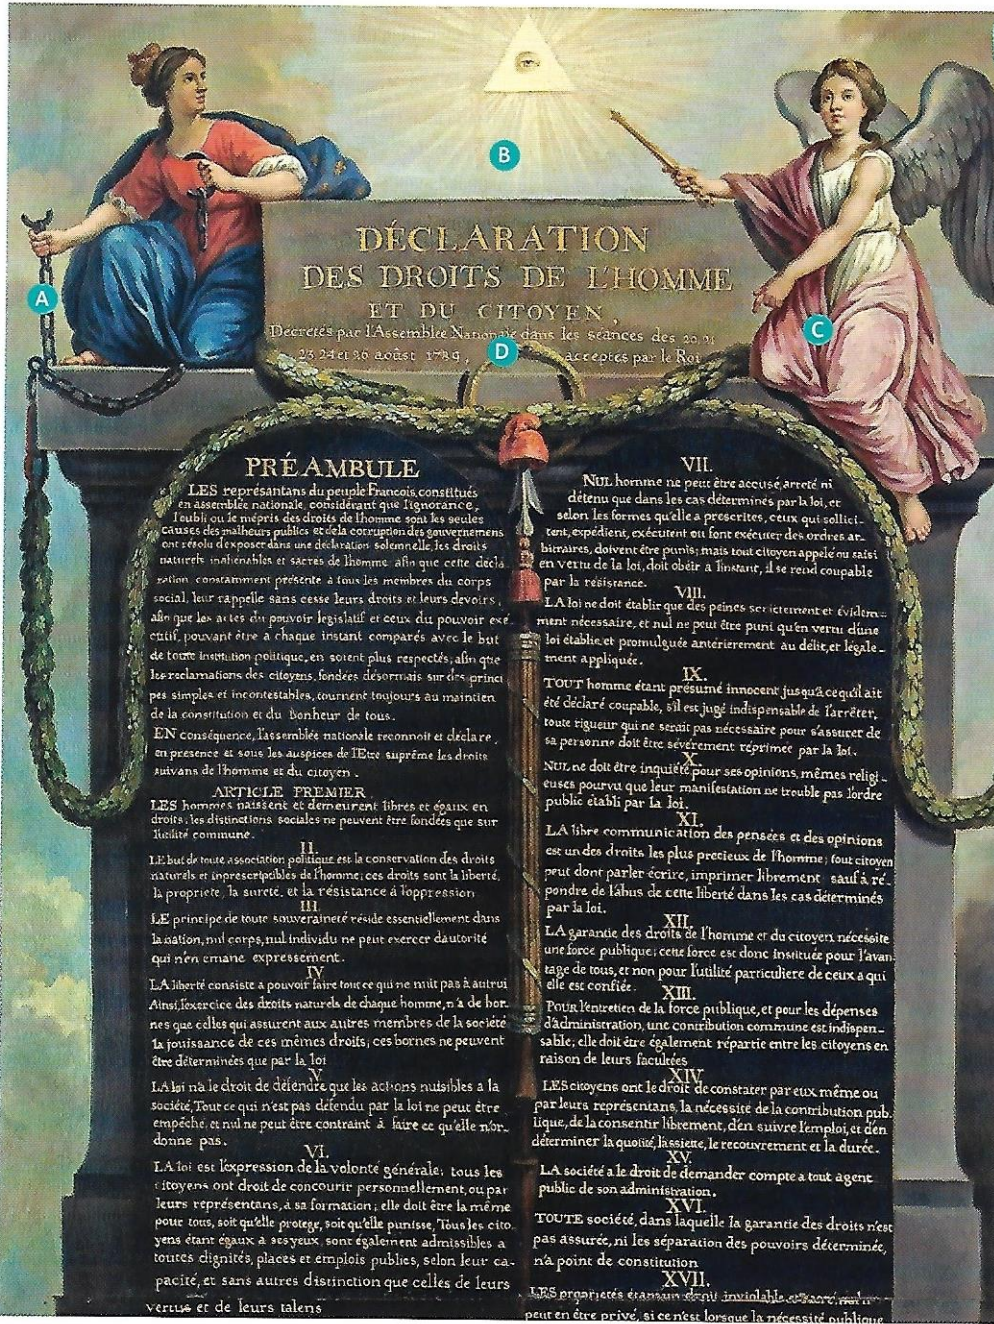 B
DÉCLARATION
DES DROITS DE L'HOMME
ET DU CITOYEN,
Décretés par l'Assemblée Nationale dans les séances des 20, 21
23, 24 et 26 août 1789, acceptés par le Roi
A
C
D
PRÉAMBULE
LES représantans du peuple Francois, constitués
en assemblée nationale, considérant que l'ignorance,
l'oubli ou le mépris des droits de l'homme sont les seules
causes des malheurs publics et de la corruption des gouvernemens
ont résolu d'exposer dans une déclaration solemnelle, les droits
naturels inaliénables et sacrés de l'homme afin que cette décla
ration, constamment présente à tous les membres du corps
social, leur rappelle sans cesse leurs droits et leurs devoirs,
afin que les actes du pouvoir legislatif et ceux du pouvoir exé
cutif, pouvant être à chaque instant comparés avec le but
de toute institution politique, en soient plus respectés; afin que
les reclamations des citoyens, fondées désormais sur des princi
pes simples et incontestables, tournent toujours au maintien
de la constitution et du bonheur de tous.
EN conséquence, l'assemblée nationale reconnoit et déclare,
en presence et sous les auspices de l'Etre suprême les droits
suivans de l'homme et du citoyen.
ARTICLE PREMIER.
LES hommes naissent et demeurent libres et égaux en
droits; les distinctions sociales ne peuvent être fondées que sur
l'utilité commune.
II.
LE but de toute association politique est la conservation des droits
naturels et inprescriptibles de l'homme; ces droits sont la liberté,
la propriete, la sureté, et la résistance à l'oppression.
III.
LE principe de toute souveraineté réside essentiellement dans
la nation, nul corps, nul individu ne peut exercer d'autorité
qui n'en emane expressement.
IV.
LA liberté consiste a pouvoir faire tout ce qui ne nuit pas à autrui
Ainsi, l'exercice des droits naturels de chaque homme, n'a de bor-
nes que celles qui assurent aux autres membres de la société
la jouissance de ces mêmes droits; ces bornes ne peuvent
être déterminées que par la loi
V.
LA loi n'a le droit de défendre que les actions nuisibles a la
société, Tout ce qui n'est pas défendu par la loi ne peut être
empêché, et nul ne peut être contraint à faire ce qu'elle n'or-
donne pas.
VI.
LA loi est l'expression de la volonté générale; tous les
citoyens ont droit de concourir personnellement, ou par
leurs représentans, à sa formation; elle doit être la même
pour tous, soit qu'elle protege, soit qu'elle punisse, Tous les cito-
yens étant égaux à ses yeux, sont également admissibles a
toutes dignités, places et emplois publics, selon leur ca-
pacité, et sans autres distinction que celles de leurs
vertus et de leurs talens
VII.
NUL homme ne peut être accusé, arreté ni
détenu que dans les cas déterminés par la loi, et
selon les formes qu'elle a prescrites, ceux qui sollici-
tent, expédient, exécutent ou font exécuter des ordres ar-
bitraires, doivent être punis; mais tout citoyen appelé ou saisi
en vertu de la loi, doit obéir a l'instant, il se rend coupable
par la résistance.
VIII.
LA loi ne doit établir que des peines strictement et évidem-
ment nécessaire, et nul ne peut être puni qu'en vertu d'une
loi établie et promulguée antérierement au délit, et légale-
ment appliquée.
IX.
TOUT homme étant présumé innocent jusqu'à ce qu'il ait
été déclaré coupable, s'il est jugé indispensable de l'arrêter,
toute rigueur qui ne serait pas nécessaire pour s'assurer de
sa personne doit être sévèrement réprimée par la loi.
X.
NUL ne doit être inquiété pour ses opinions, mêmes religi-
euses pourvu que leur manifestation ne trouble pas l'ordre
public établi par la loi.
XI.
LA libre communication des pensées et des opinions
est un des droits les plus precieux de l'homme; tout citoyen
peut donc parler écrire, imprimer librement sauf à ré-
pondre de l'abus de cette liberté dans les cas déterminés
par la loi.
XII.
LA garantie des droits de l'homme et du citoyen nécessite
une force publique; cette force est donc instituée pour l'avan
tage de tous, et non pour l'utilité particuliere de ceux a qui
elle est confiée.
XIII.
POUR l'entretien de la force publique, et pour les dépenses
d'administration, une contribution commune est indispen-
sable; elle doit être également répartie entre les citoyens en
raison de leurs facultées
XIV.
LES citoyens ont le droit de constater par eux même ou
par leurs représentans, la nécessité de la contribution pub-
lique, de la consentir librement, d'en suivre l'emploi, et d'en
déterminer la quotité, l'assiette, le recouvrement et la durée.
XV.
LA société a le droit de demander compte a tout agent
public de son administration.
XVI.
TOUTE société, dans laquelle la garantie des droits n'est
pas assurée, ni les séparation des pouvoirs déterminée,
n'a point de constitution
XVII.
LES propriétés étant un droit inviolable et sacré, nul
peut en être privé, si ce n'est lorsque la nécessité publique